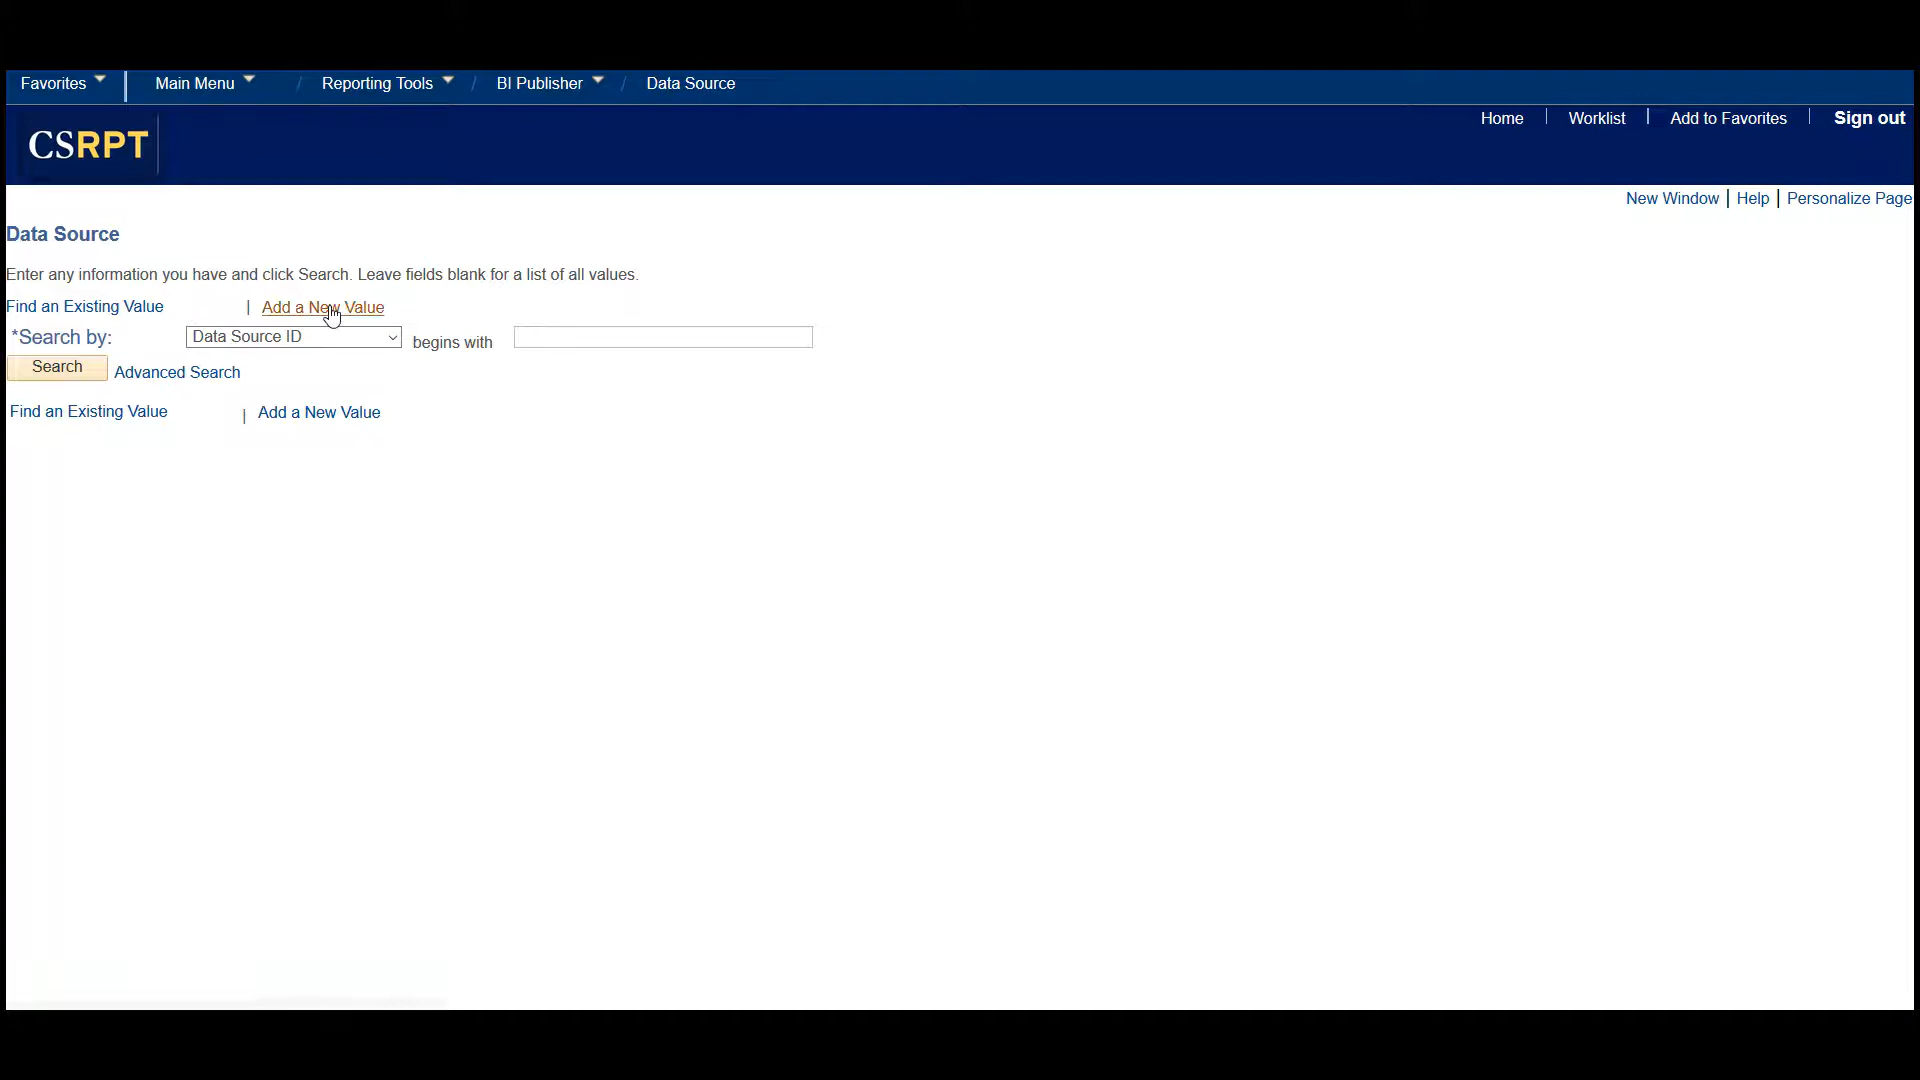 Favorites Main Menu / Reporting Tools / BI Publisher / Data Source
CSRPT
Home Worklist Add to Favorites Sign out
New Window | Help | Personalize Page
Data Source
Enter any information you have and click Search. Leave fields blank for a list of all values.
Find an Existing Value | Add a New Value
*Search by: Data Source ID begins with
Search Advanced Search
Find an Existing Value | Add a New Value